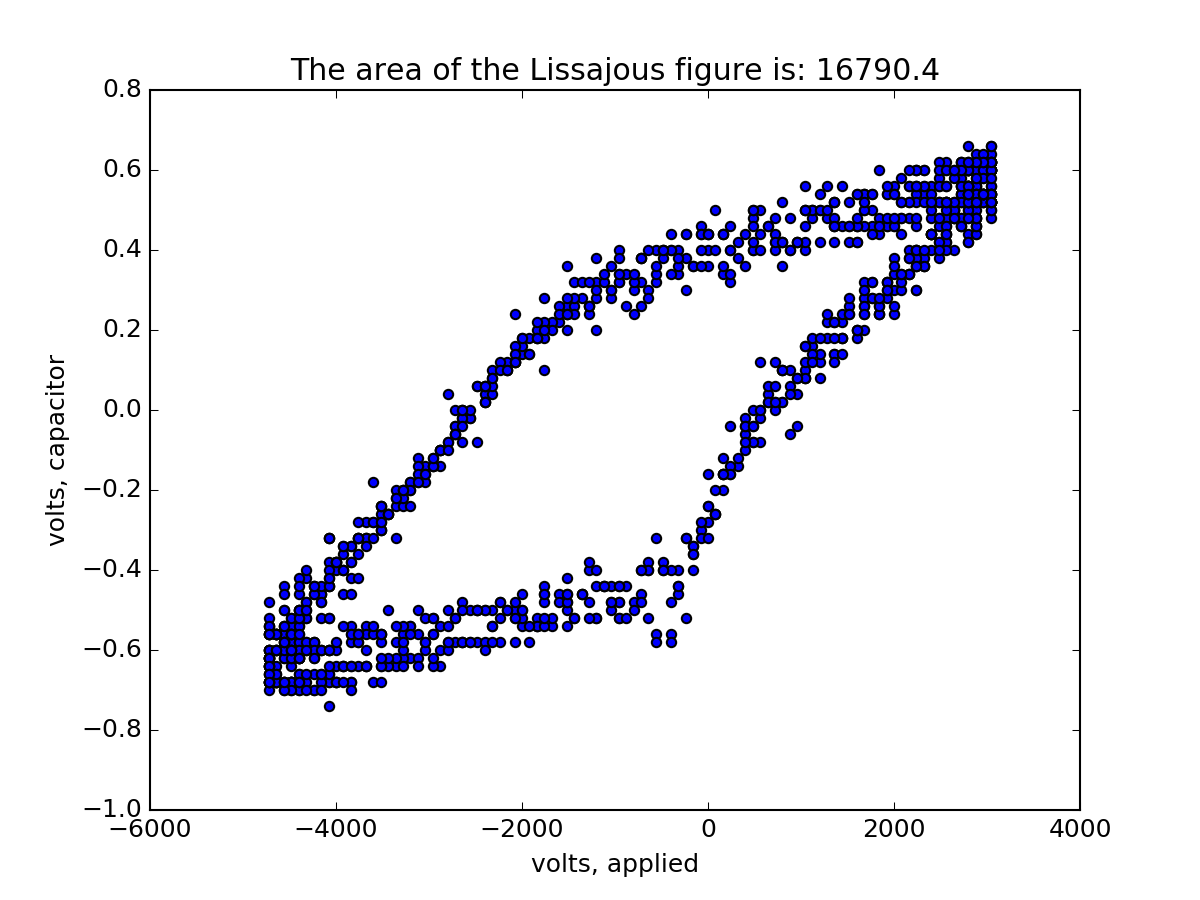 The area of the Lissajous figure is: 16790.4
0.8
0.6
0.4
0.2
0.0
−0.2
−0.4
−0.6
−0.8
−1.0
volts, capacitor
−6000 −4000 −2000 0 2000 4000
volts, applied